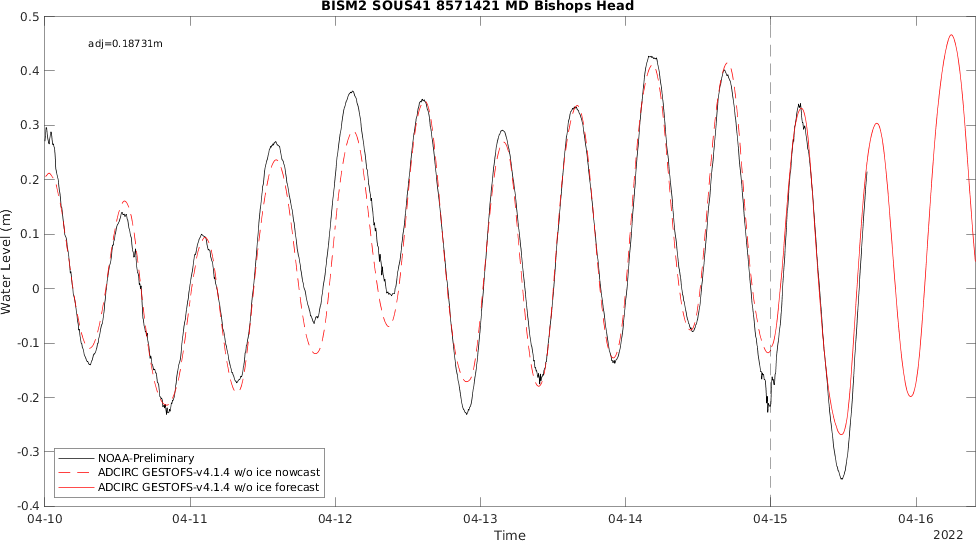 BISM2 SOUS41 8571421 MD Bishops Head
adj=0.18731m
0.5
0.4
0.3
0.2
0.1
0
-0.1
-0.2
-0.3
-0.4
Water Level (m)
NOAA-Preliminary
ADCIRC GESTOFS-v4.1.4 w/o ice nowcast
ADCIRC GESTOFS-v4.1.4 w/o ice forecast
04-10 04-11 04-12 04-13 04-14 04-15 04-16
Time
2022